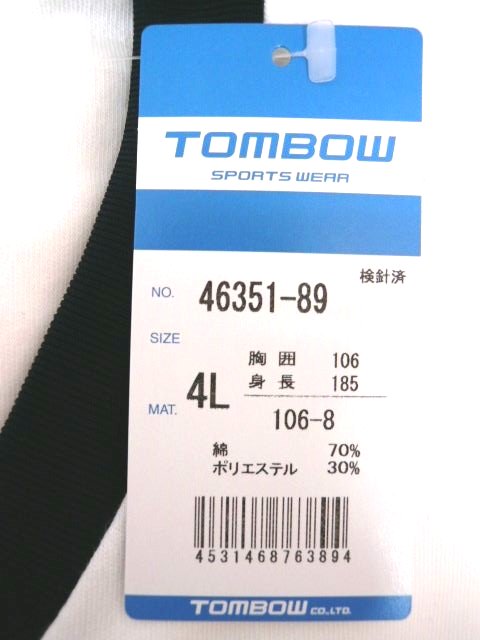 TOMBOW
SPORTS WEAR
検針済
NO. 46351-89
SIZE
胸囲 106
4L 身長 185
MAT.
106-8
綿 70%
ポリエステル 30%
4531468763894
TOMBOW CO.,LTD.